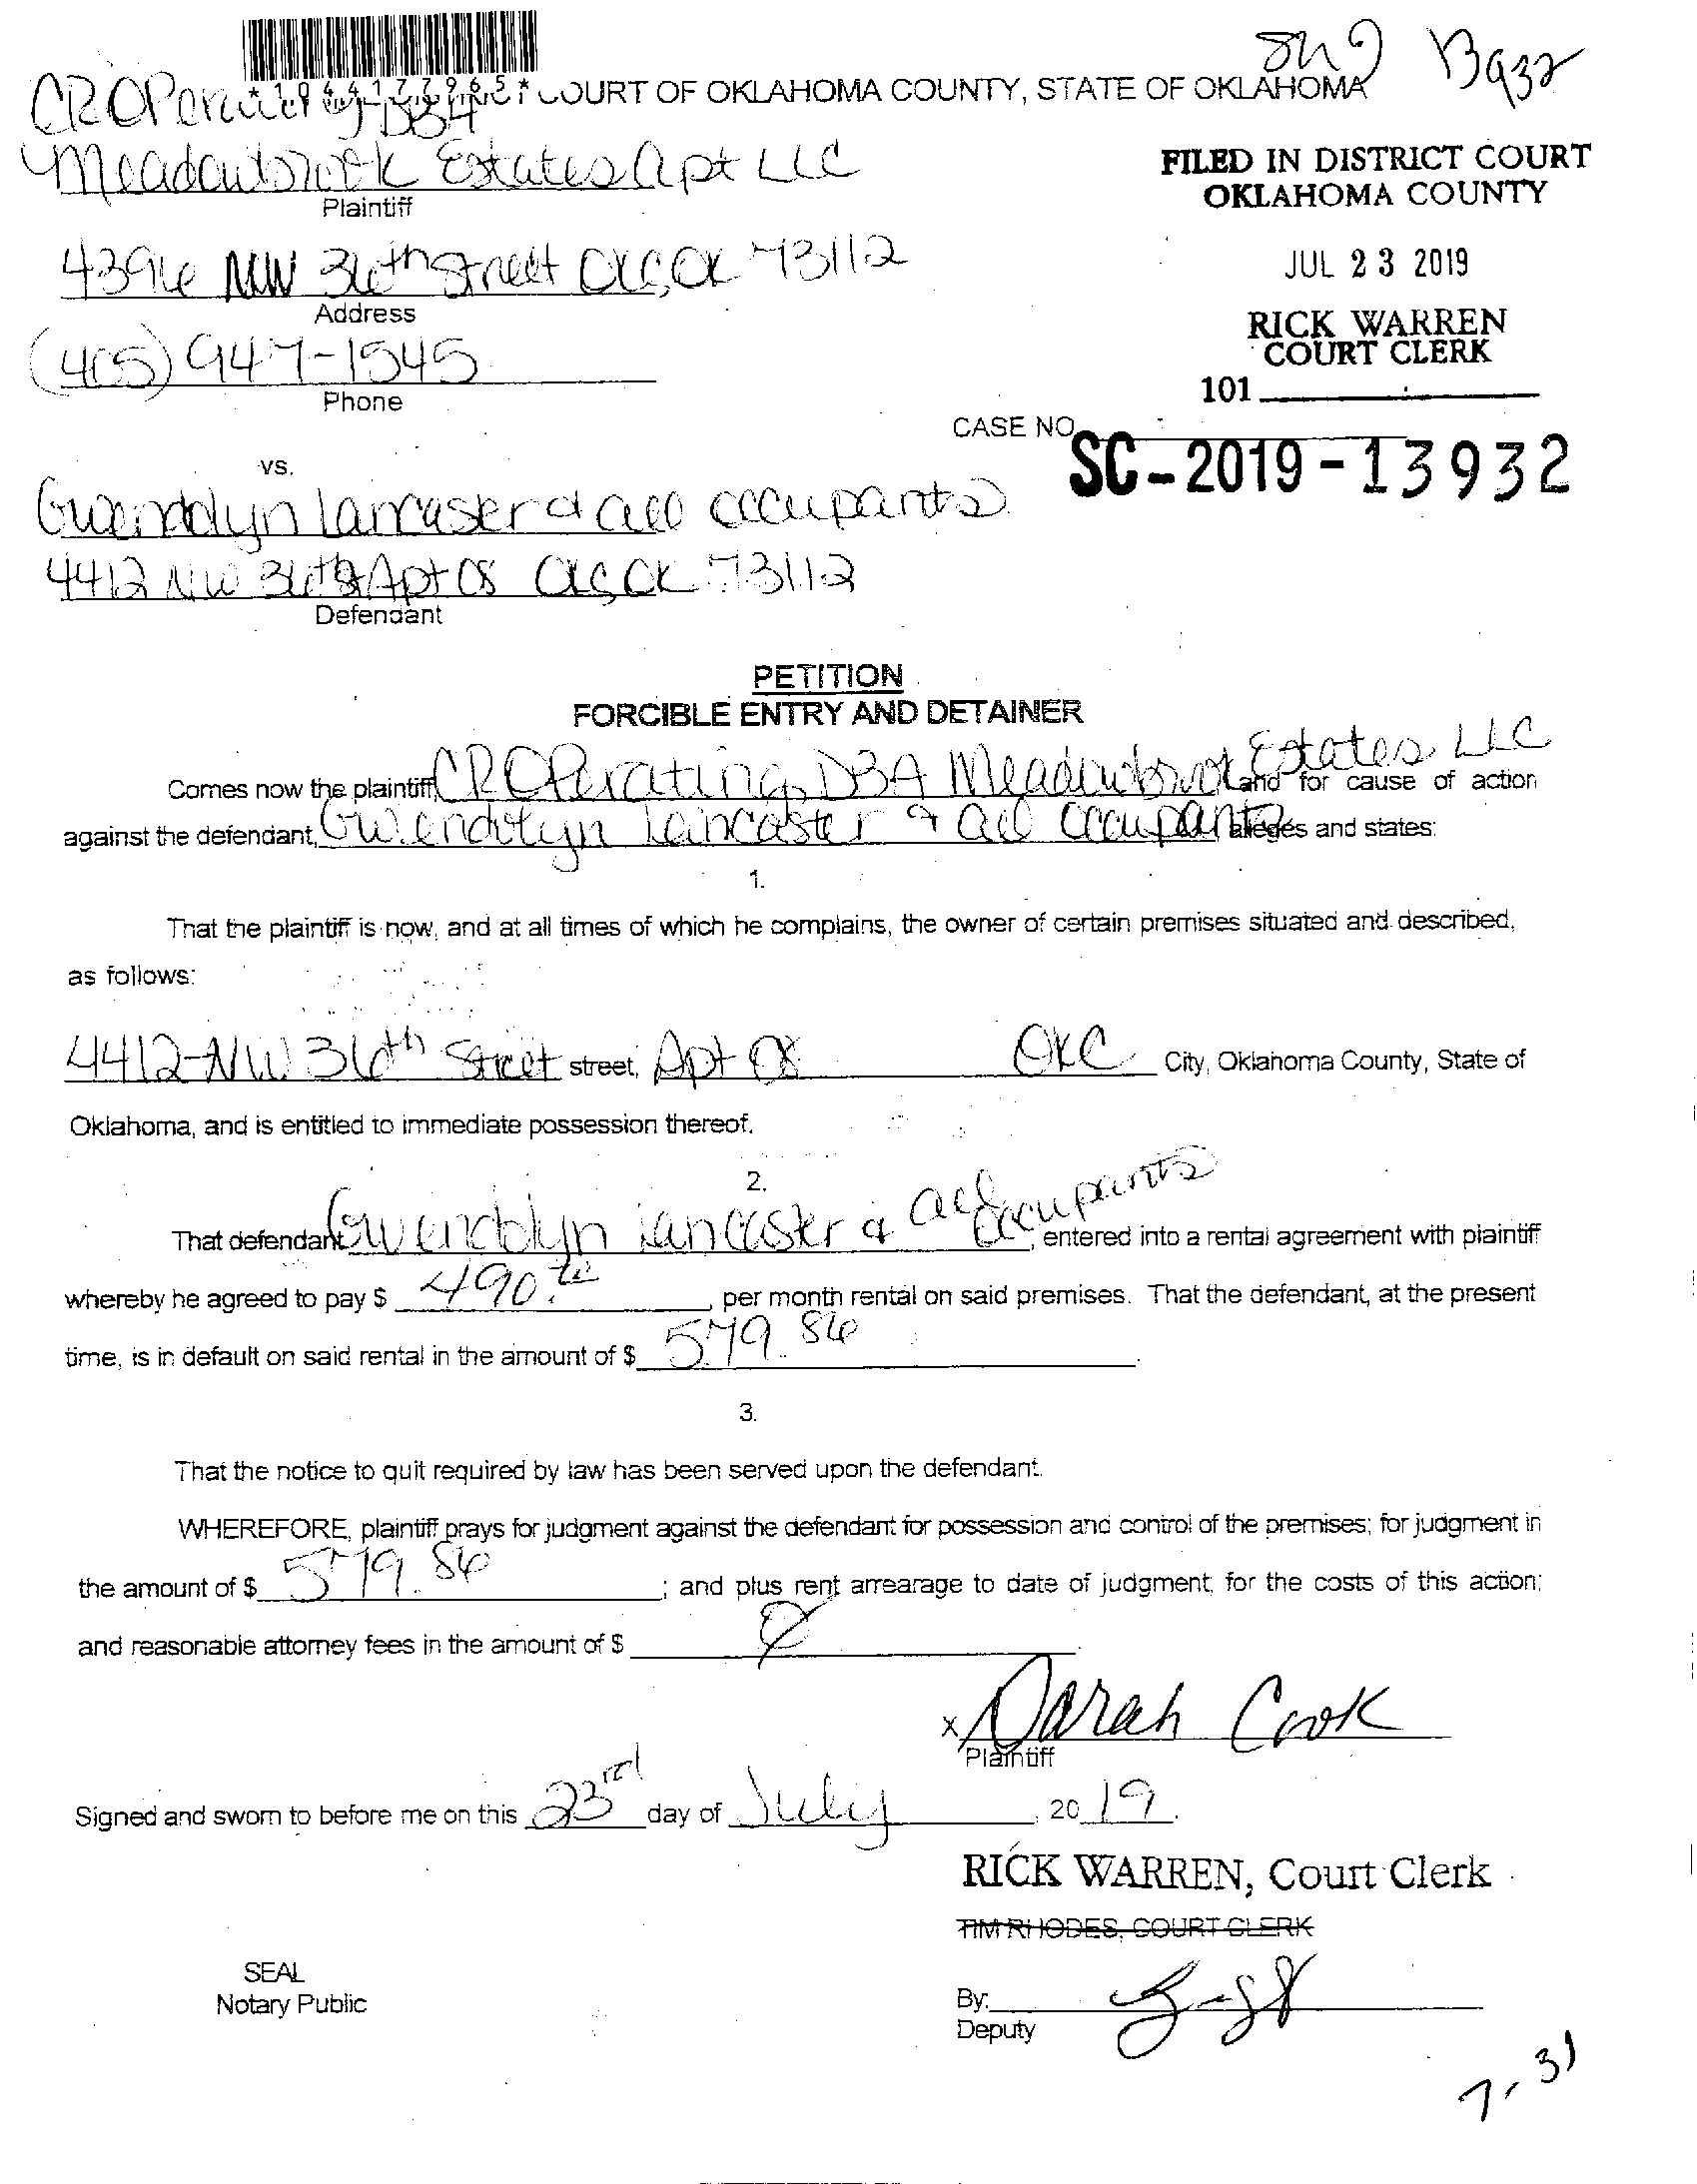 13932
*1044177965*
COURT OF OKLAHOMA COUNTY, STATE OF OKLAHOMA
CROPerating DBA
Meadowbrook Estates Apt LLC
Plaintiff
FILED IN DISTRICT COURT
OKLAHOMA COUNTY
4396 NW 36th Street OKC, OK 73112
Address
JUL 23 2019
(405) 947-1545
Phone
RICK WARREN
COURT CLERK
101
CASE NO.
SC-2019-13932
vs.
Gwendolyn Lancaster & all occupants
4412 NW 36th Apt 08 OKC OK 73112
Defendant
PETITION
FORCIBLE ENTRY AND DETAINER
Comes now the plaintiff, CROPerating DBA Meadowbrook Estates LLC and for cause of action
against the defendant, Gwendolyn Lancaster & all occupants alleges and states:
1.
That the plaintiff is now, and at all times of which he complains, the owner of certain premises situated and described,
as follows:
4412 NW 36th Street street, Apt 08 OKC City, Oklahoma County, State of
Oklahoma, and is entitled to immediate possession thereof.
2.
That defendant Gwendolyn Lancaster & all occupants, entered into a rental agreement with plaintiff
whereby he agreed to pay $ 490.00, per month rental on said premises. That the defendant, at the present
time, is in default on said rental in the amount of $ 579.86.
3.
That the notice to quit required by law has been served upon the defendant.
WHEREFORE, plaintiff prays for judgment against the defendant for possession and control of the premises; for judgment in
the amount of $ 579.86; and plus rent arrearage to date of judgment, for the costs of this action;
and reasonable attorney fees in the amount of $ 0
x Darah Cook
Plaintiff
Signed and sworn to before me on this 23rd day of July, 2019.
RICK WARREN, Court Clerk
TIM RHODES, COURT CLERK
SEAL
Notary Public
By:
Deputy
7-31